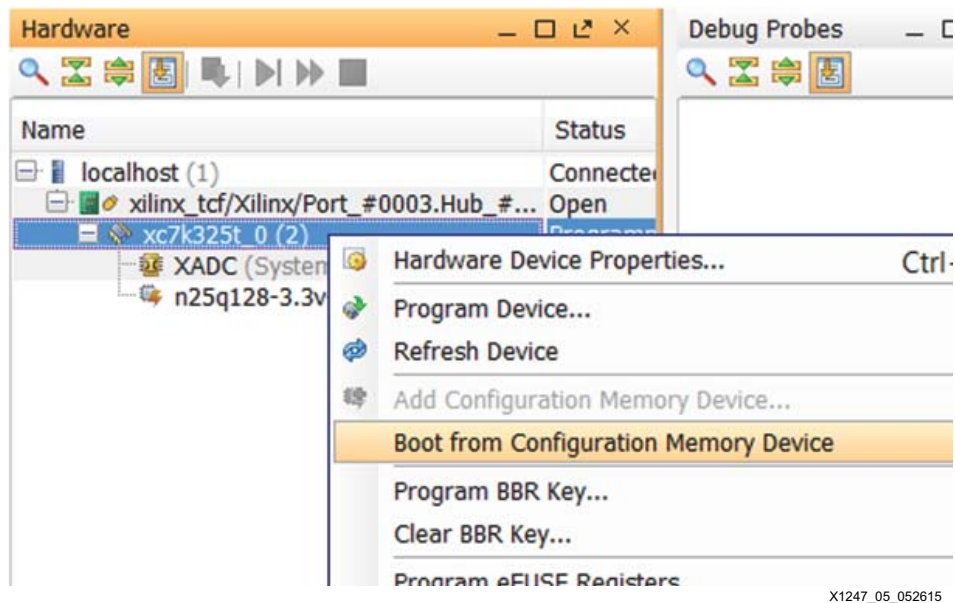 Hardware
Debug Probes
Name
Status
localhost (1)
Connecte
xilinx_tcf/Xilinx/Port_#0003.Hub_#... Open
xc7k325t_0 (2)
Programm
XADC (System
n25q128-3.3v
Hardware Device Properties... Ctrl-
Program Device...
Refresh Device
Add Configuration Memory Device...
Boot from Configuration Memory Device
Program BBR Key...
Clear BBR Key...
Program eFUSE Registers
X1247_05_052615